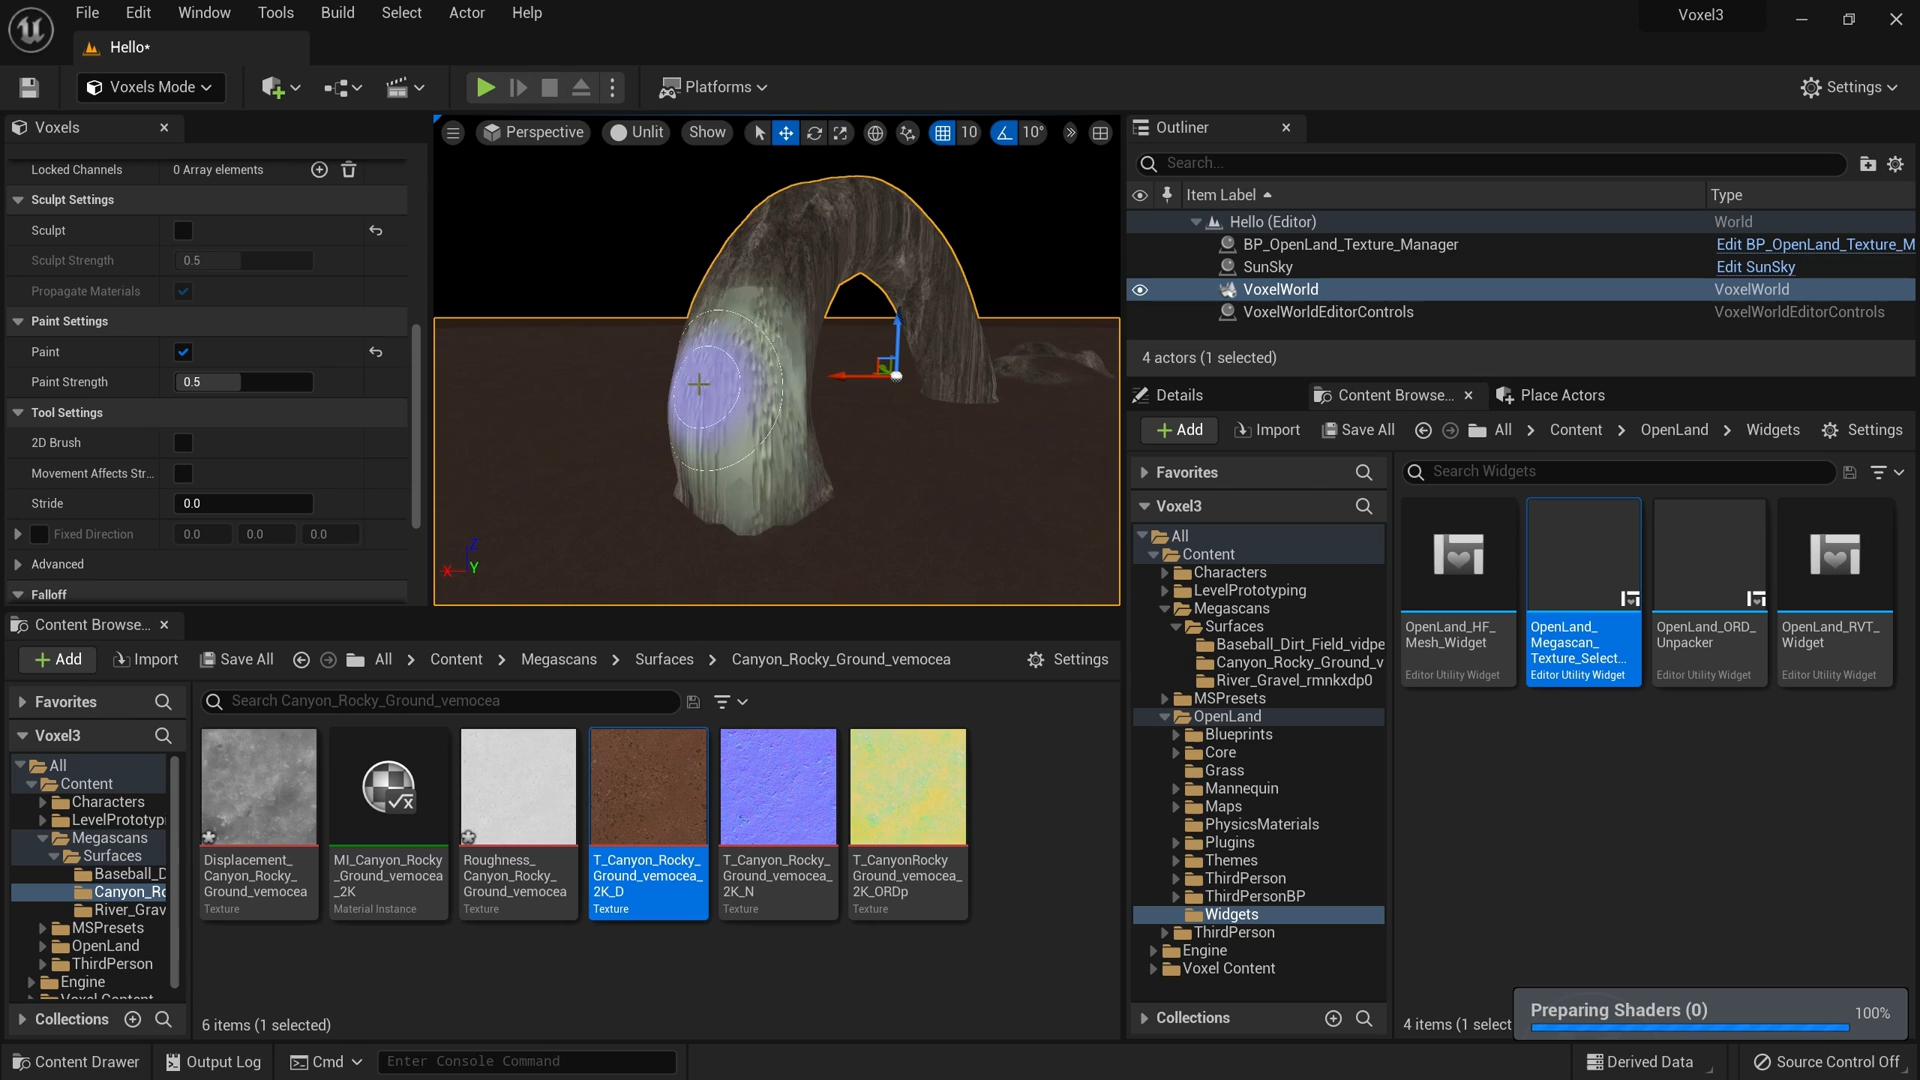 File Edit Window Tools Build Select Actor Help
Voxel3
Hello*
Voxels Mode
Platforms
Settings
Voxels
Locked Channels 0 Array elements
Sculpt Settings
Sculpt
Sculpt Strength 0.5
Propagate Materials
Paint Settings
Paint
Paint Strength 0.5
Tool Settings
2D Brush
Movement Affects Str...
Stride 0.0
Fixed Direction 0.0 0.0 0.0
Advanced
Falloff
Perspective Unlit Show 10 10°
Z
X Y
Outliner
Search...
Item Label Type
Hello (Editor) World
BP_OpenLand_Texture_Manager Edit BP_OpenLand_Texture_M
SunSky Edit SunSky
VoxelWorld VoxelWorld
VoxelWorldEditorControls VoxelWorldEditorControls
4 actors (1 selected)
Details Content Browse... Place Actors
Add Import Save All All Content OpenLand Widgets Settings
Favorites
Voxel3
All
Content
Characters
LevelPrototyping
Megascans
Surfaces
Baseball_Dirt_Field_vidpe
Canyon_Rocky_Ground_v
River_Gravel_rmnkxdp0
MSPresets
OpenLand
Blueprints
Core
Grass
Mannequin
Maps
PhysicsMaterials
Plugins
Themes
ThirdPerson
ThirdPersonBP
Widgets
ThirdPerson
Engine
Voxel Content
Collections
Search Widgets
OpenLand_HF_
Mesh_Widget
Editor Utility Widget
OpenLand_
Megascan_
Texture_Select...
Editor Utility Widget
OpenLand_ORD_
Unpacker
Editor Utility Widget
OpenLand_RVT_
Widget
Editor Utility Widget
4 items (1 select
Preparing Shaders (0) 100%
Content Browse...
Add Import Save All All Content Megascans Surfaces Canyon_Rocky_Ground_vemocea Settings
Favorites
Voxel3
All
Content
Characters
LevelPrototypi
Megascans
Surfaces
Baseball_D
Canyon_Ro
River_Grav
MSPresets
OpenLand
ThirdPerson
Engine
Voxel Content
Collections
Search Canyon_Rocky_Ground_vemocea
Displacement_
Canyon_Rocky_
Ground_vemocea
Texture
MI_Canyon_Rocky
_Ground_vemocea
_2K
Material Instance
Roughness_
Canyon_Rocky_
Ground_vemocea
Texture
T_Canyon_Rocky_
Ground_vemocea_
2K_D
Texture
T_Canyon_Rocky_
Ground_vemocea_
2K_N
Texture
T_CanyonRocky
Ground_vemocea_
2K_ORDp
Texture
6 items (1 selected)
Content Drawer Output Log Cmd Enter Console Command Derived Data Source Control Off